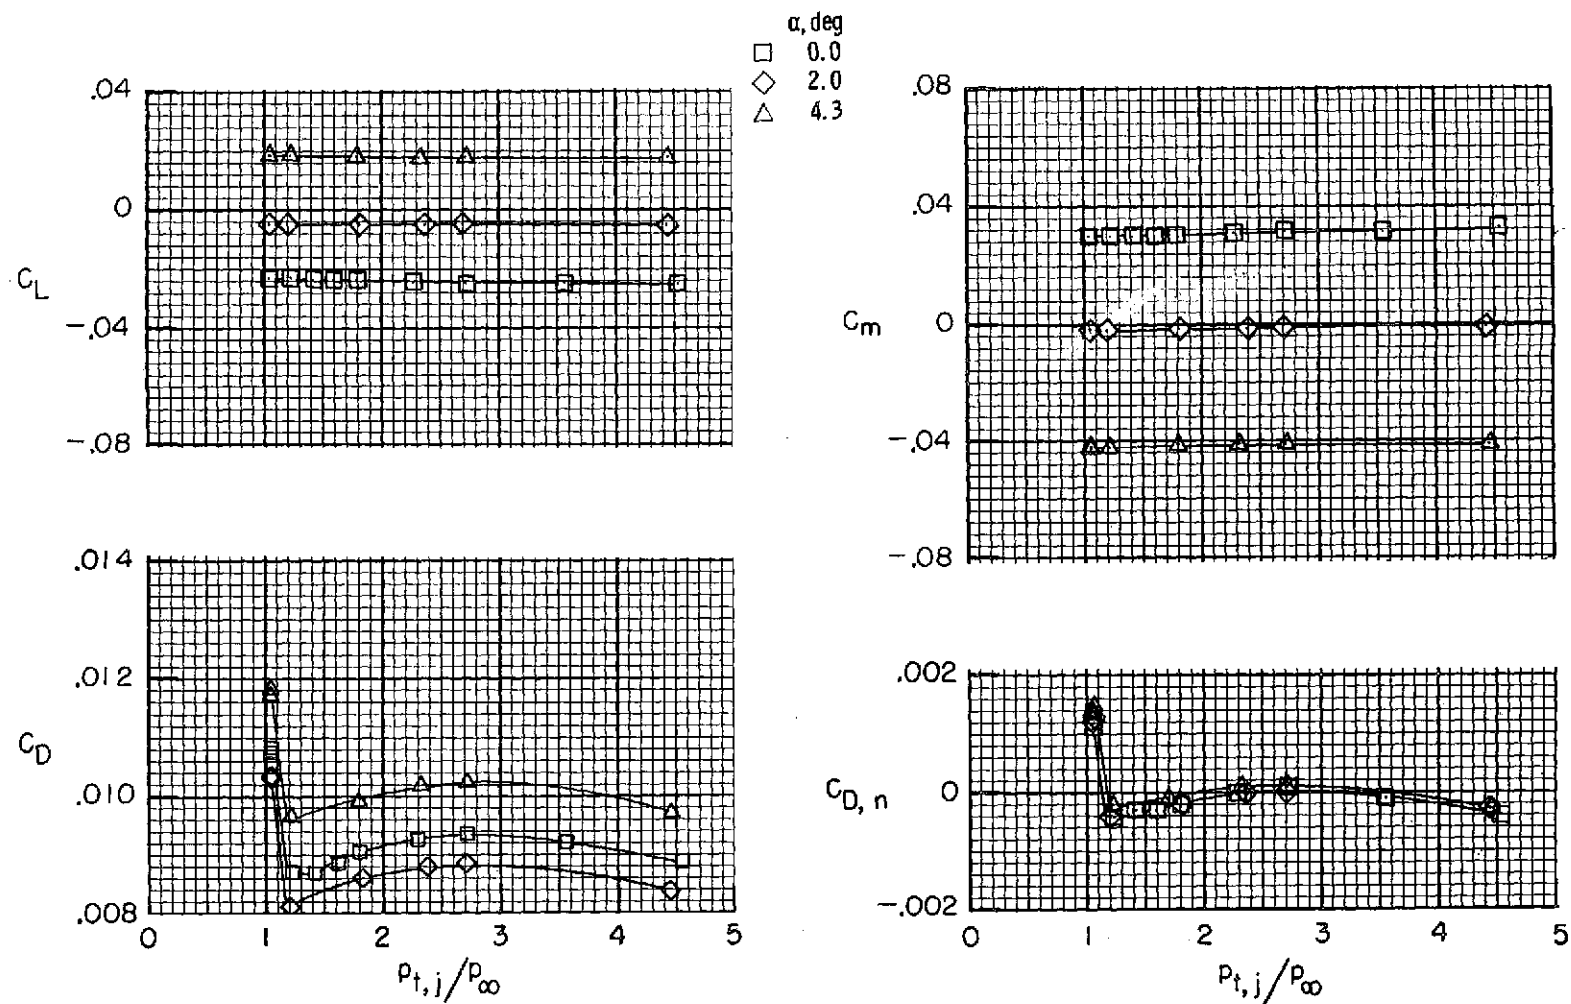 α, deg
0.0
2.0
4.3
.04
0
-.04
-.08
C_L
.08
.04
0
-.04
-.08
C_m
.014
.012
.010
.008
C_D
0 1 2 3 4 5
p_t, j/p_∞
.002
0
-.002
C_D, n
0 1 2 3 4 5
p_t, j/p_∞